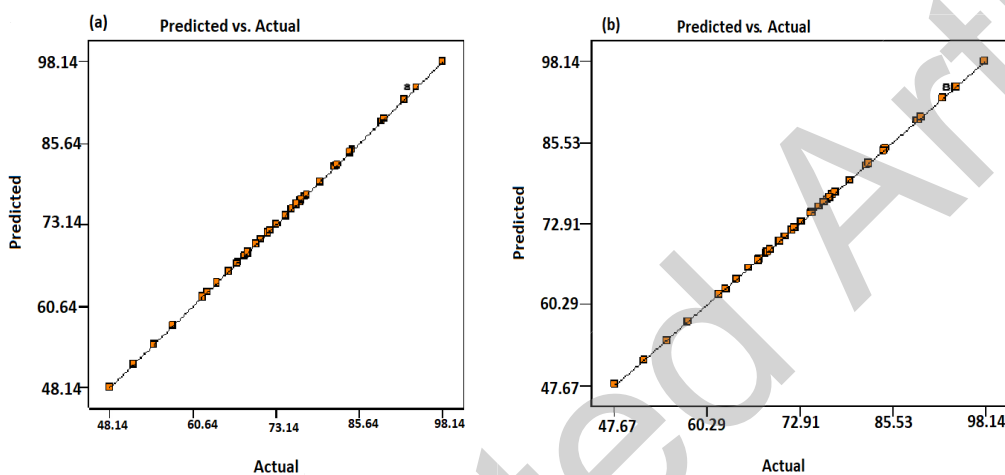 (a) Predicted vs. Actual
98.14
85.64
73.14
60.64
48.14
Predicted
a
48.14 60.64 73.14 85.64 98.14
Actual
(b) Predicted vs. Actual
98.14
85.53
72.91
60.29
47.67
Predicted
B
47.67 60.29 72.91 85.53 98.14
Actual
ted Art